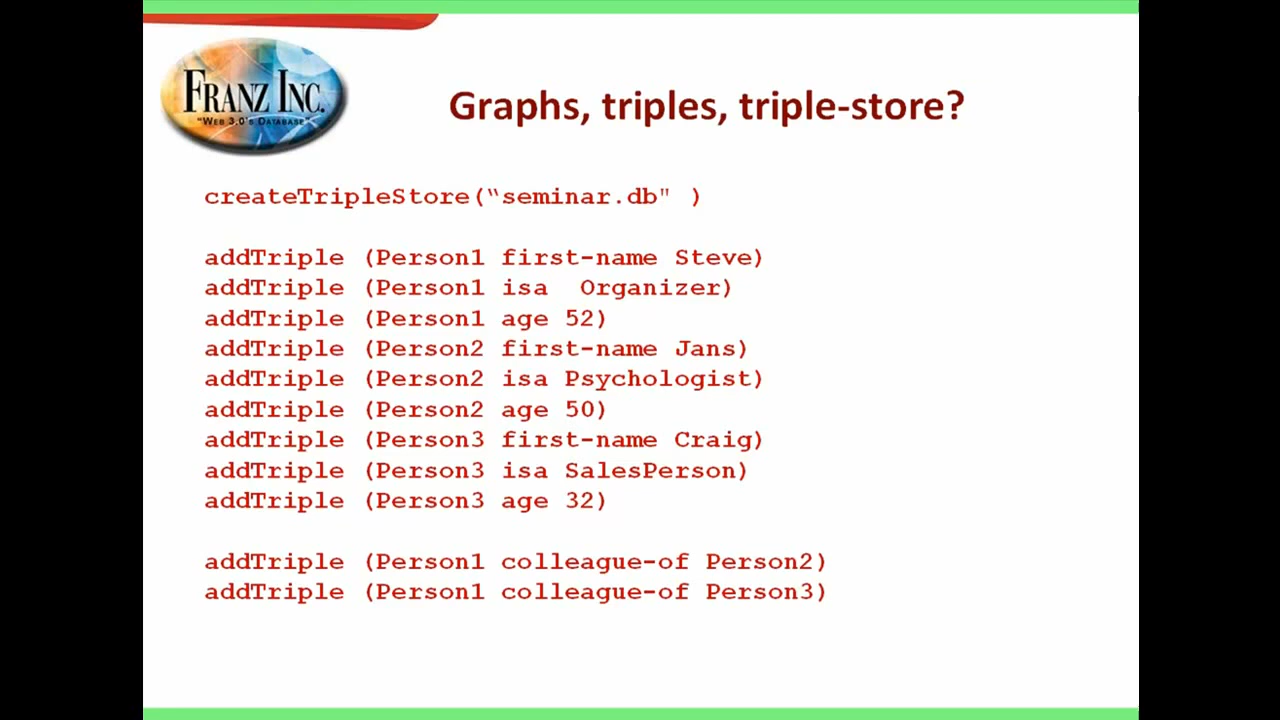 FRANZ INC.
"WEB 3.0'S DATABASE"
Graphs, triples, triple-store?
createTripleStore(“seminar.db" )
addTriple (Person1 first-name Steve)
addTriple (Person1 isa  Organizer)
addTriple (Person1 age 52)
addTriple (Person2 first-name Jans)
addTriple (Person2 isa Psychologist)
addTriple (Person2 age 50)
addTriple (Person3 first-name Craig)
addTriple (Person3 isa SalesPerson)
addTriple (Person3 age 32)
addTriple (Person1 colleague-of Person2)
addTriple (Person1 colleague-of Person3)